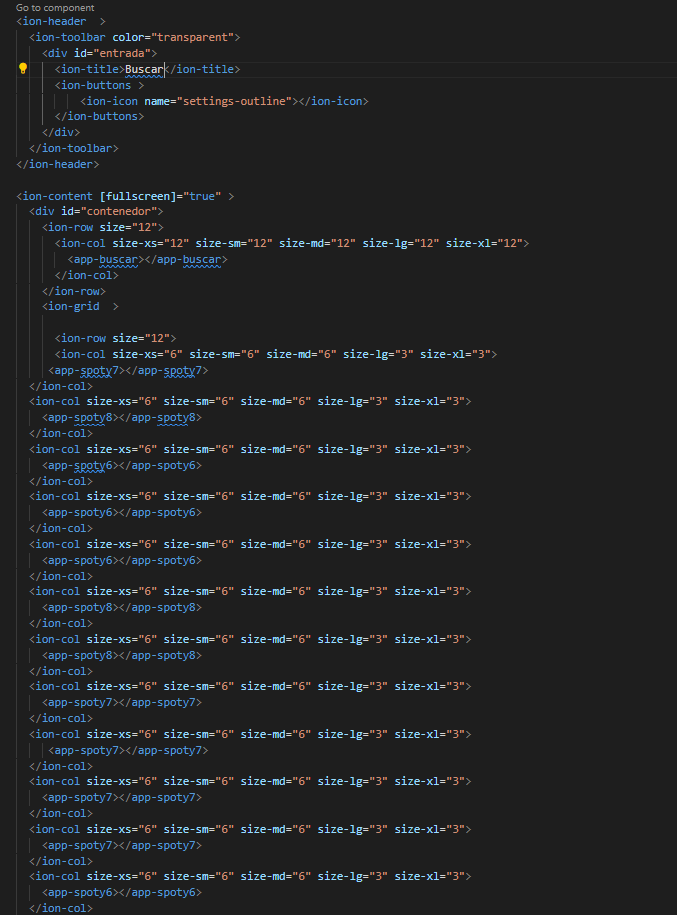 Go to component
<ion-header  >
  <ion-toolbar color="transparent">
    <div id="entrada">
      <ion-title>Buscar</ion-title>
      <ion-buttons >
          <ion-icon name="settings-outline"></ion-icon>
      </ion-buttons>
    </div>
  </ion-toolbar>
</ion-header>

<ion-content [fullscreen]="true" >
  <div id="contenedor">
    <ion-row size="12">
      <ion-col size-xs="12" size-sm="12" size-md="12" size-lg="12" size-xl="12">
        <app-buscar></app-buscar>
      </ion-col>
    </ion-row>
    <ion-grid  >

      <ion-row size="12">
      <ion-col size-xs="6" size-sm="6" size-md="6" size-lg="3" size-xl="3">
     <app-spoty7></app-spoty7>
  </ion-col>
  <ion-col size-xs="6" size-sm="6" size-md="6" size-lg="3" size-xl="3">
    <app-spoty8></app-spoty8>
  </ion-col>
  <ion-col size-xs="6" size-sm="6" size-md="6" size-lg="3" size-xl="3">
    <app-spoty6></app-spoty6>
  </ion-col>
  <ion-col size-xs="6" size-sm="6" size-md="6" size-lg="3" size-xl="3">
    <app-spoty6></app-spoty6>
  </ion-col>
  <ion-col size-xs="6" size-sm="6" size-md="6" size-lg="3" size-xl="3">
    <app-spoty6></app-spoty6>
  </ion-col>
  <ion-col size-xs="6" size-sm="6" size-md="6" size-lg="3" size-xl="3">
    <app-spoty8></app-spoty8>
  </ion-col>
  <ion-col size-xs="6" size-sm="6" size-md="6" size-lg="3" size-xl="3">
    <app-spoty8></app-spoty8>
  </ion-col>
  <ion-col size-xs="6" size-sm="6" size-md="6" size-lg="3" size-xl="3">
    <app-spoty7></app-spoty7>
  </ion-col>
  <ion-col size-xs="6" size-sm="6" size-md="6" size-lg="3" size-xl="3">
     <app-spoty7></app-spoty7>
  </ion-col>
  <ion-col size-xs="6" size-sm="6" size-md="6" size-lg="3" size-xl="3">
    <app-spoty7></app-spoty7>
  </ion-col>
  <ion-col size-xs="6" size-sm="6" size-md="6" size-lg="3" size-xl="3">
    <app-spoty7></app-spoty7>
  </ion-col>
  <ion-col size-xs="6" size-sm="6" size-md="6" size-lg="3" size-xl="3">
    <app-spoty6></app-spoty6>
  </ion-col>